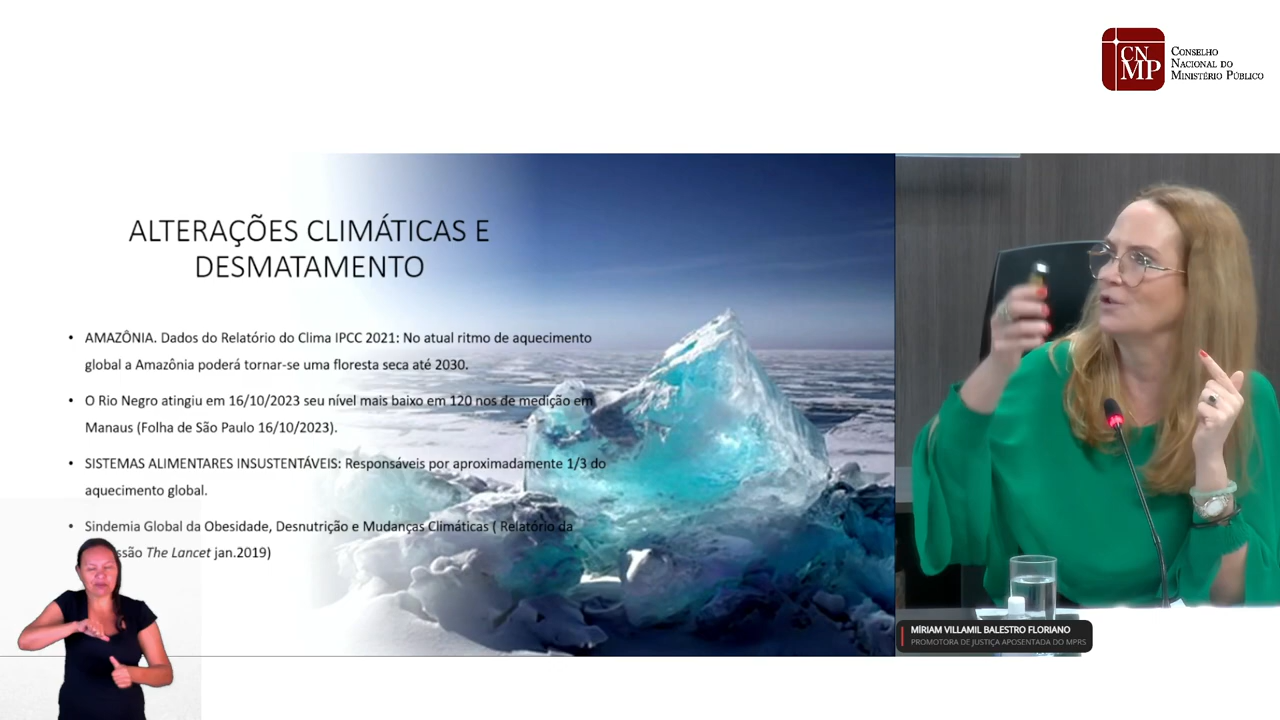 CN
MP
CONSELHO
NACIONAL DO
MINISTÉRIO PÚBLICO
ALTERAÇÕES CLIMÁTICAS E
DESMATAMENTO
• AMAZÔNIA. Dados do Relatório do Clima IPCC 2021: No atual ritmo de aquecimento
global a Amazônia poderá tornar-se uma floresta seca até 2030.
• O Rio Negro atingiu em 16/10/2023 seu nível mais baixo em 120 nos de medição em
Manaus (Folha de São Paulo 16/10/2023).
• SISTEMAS ALIMENTARES INSUSTENTÁVEIS: Responsáveis por aproximadamente 1/3 do
aquecimento global.
• Sindemia Global da Obesidade, Desnutrição e Mudanças Climáticas ( Relatório da
ssão The Lancet jan.2019)
MÍRIAM VILLAMIL BALESTRO FLORIANO
PROMOTORA DE JUSTIÇA APOSENTADA DO MPRS